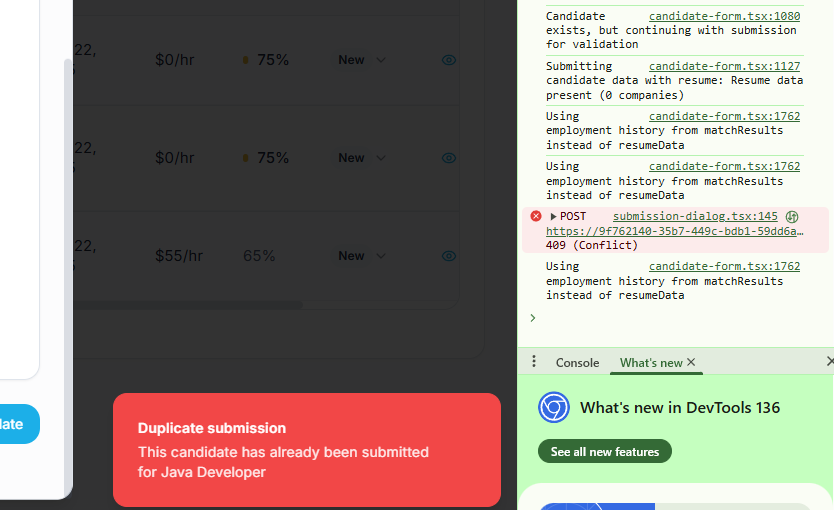 22,
$0/hr
75%
New
22,
$0/hr
75%
New
22,
$55/hr
65%
New
ate
Duplicate submission
This candidate has already been submitted
for Java Developer
Candidate candidate-form.tsx:1080
exists, but continuing with submission
for validation
Submitting candidate-form.tsx:1127
candidate data with resume: Resume data
present (0 companies)
Using candidate-form.tsx:1762
employment history from matchResults
instead of resumeData
Using candidate-form.tsx:1762
employment history from matchResults
instead of resumeData
POST submission-dialog.tsx:145
https://9f762140-35b7-449c-bdb1-59dd6a…
409 (Conflict)
Using candidate-form.tsx:1762
employment history from matchResults
instead of resumeData
Console What's new
What's new in DevTools 136
See all new features